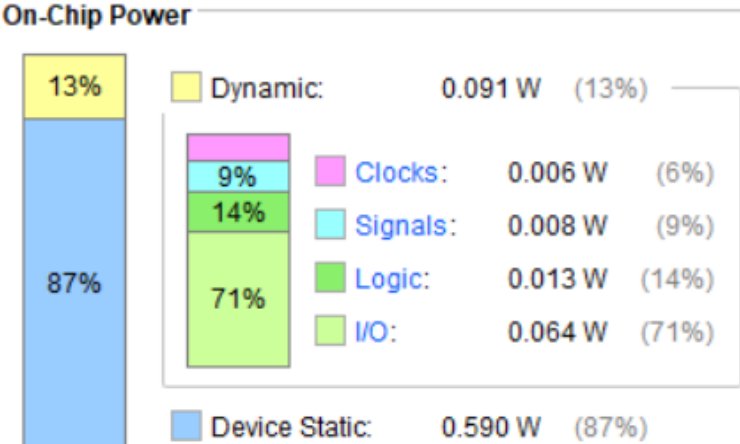 On-Chip Power
13% Dynamic: 0.091 W (13%)
Clocks: 0.006 W (6%)
9% Signals: 0.008 W (9%)
14% Logic: 0.013 W (14%)
87% 71% I/O: 0.064 W (71%)
Device Static: 0.590 W (87%)